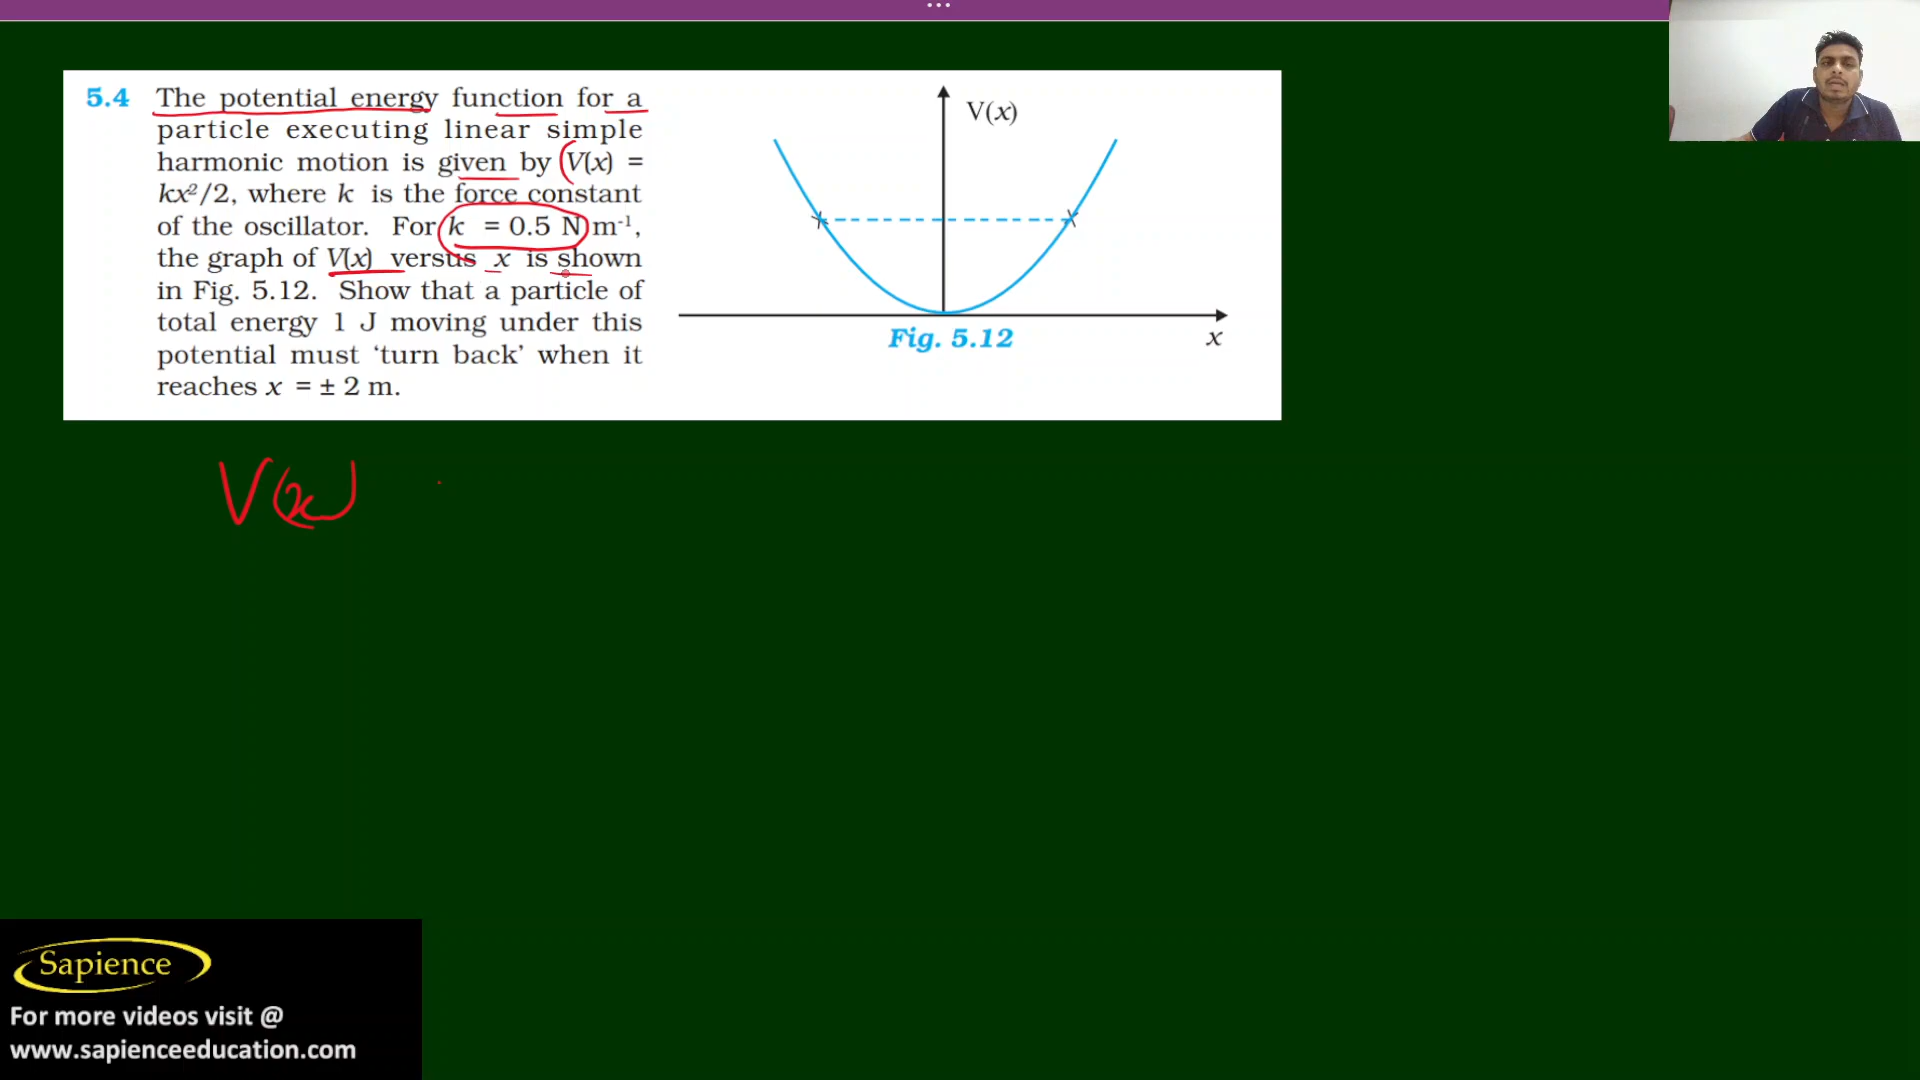 5.4 The potential energy function for a
particle executing linear simple
harmonic motion is given by V(x) =
kx²/2, where k is the force constant
of the oscillator. For k = 0.5 N m⁻¹,
the graph of V(x) versus x is shown
in Fig. 5.12. Show that a particle of
total energy 1 J moving under this
potential must ‘turn back’ when it
reaches x = ± 2 m.
V(x)
x
Fig. 5.12
V(x)
Sapience
For more videos visit @
www.sapienceeducation.com